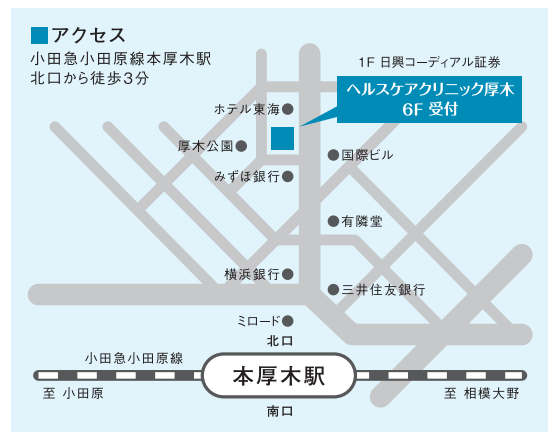 アクセス
小田急小田原線本厚木駅
北口から徒歩3分
1F 日興コーディアル証券
ヘルスケアクリニック厚木
6F 受付
ホテル東海
厚木公園
国際ビル
みずほ銀行
有隣堂
横浜銀行
三井住友銀行
ミロード
北口
小田急小田原線
本厚木駅
至 小田原
至 相模大野
南口